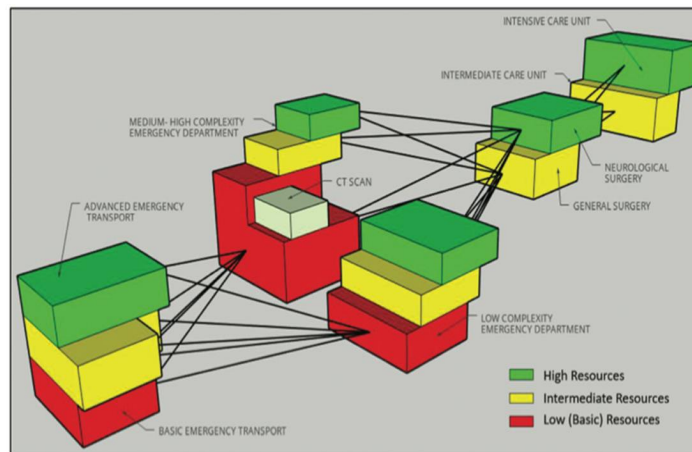 INTENSIVE CARE UNIT
INTERMEDIATE CARE UNIT
MEDIUM- HIGH COMPLEXITY
EMERGENCY DEPARTMENT
CT SCAN
NEUROLOGICAL
SURGERY
GENERAL SURGERY
ADVANCED EMERGENCY
TRANSPORT
LOW COMPLEXITY
EMERGENCY DEPARTMENT
BASIC EMERGENCY TRANSPORT
High Resources
Intermediate Resources
Low (Basic) Resources